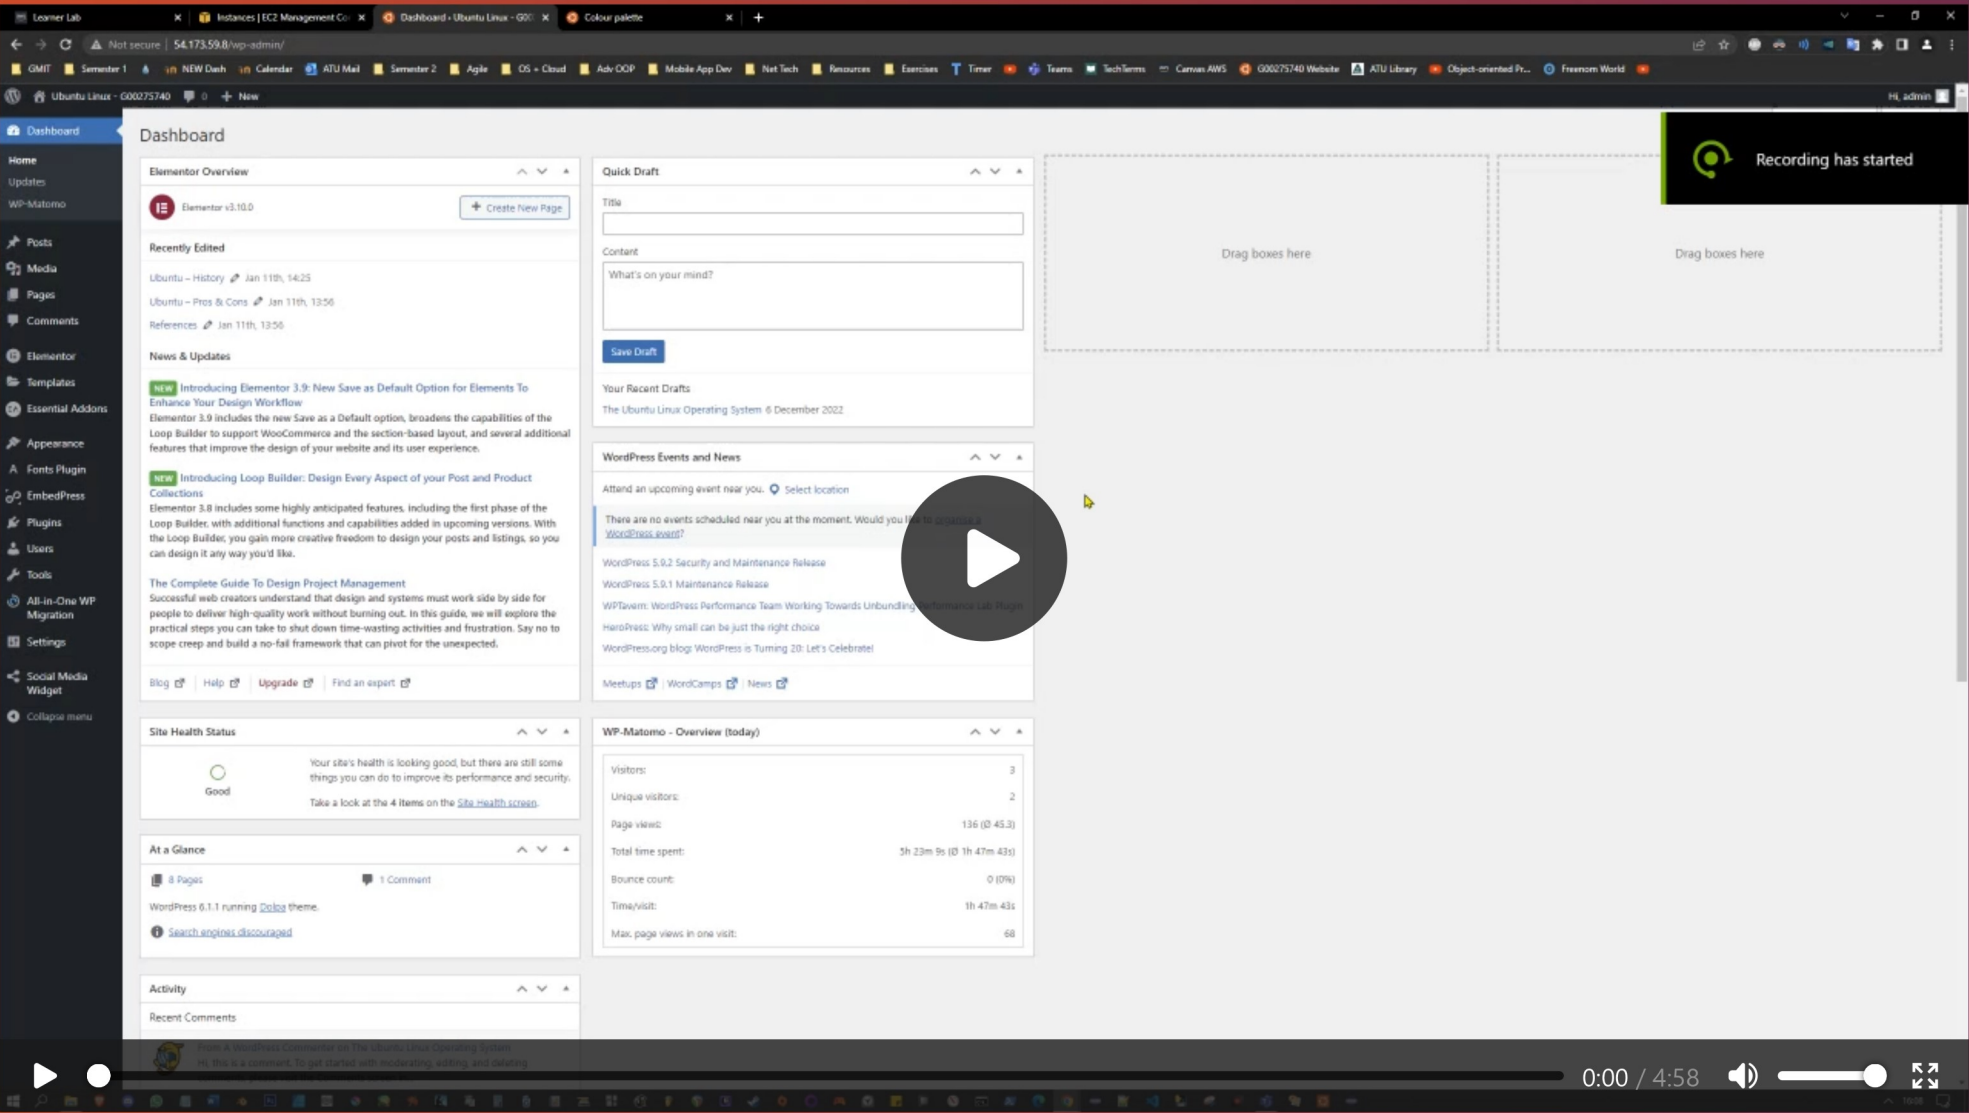 Learner Lab
Instances | EC2 Management Co
Dashboard ‹ Ubuntu Linux - G00
Colour palette
Not secure | 54.173.59.8/wp-admin/
GMIT
Semester 1
NEW Dash
Calendar
ATU Mail
Semester 2
Agile
OS + Cloud
Adv OOP
Mobile App Dev
Net Tech
Resources
Exercises
Timer
Teams
TechTerms
Canvas AWS
G00275740 Website
ATU Library
Object-oriented Pr...
Freenom World
Ubuntu Linux - G00275740
0
New
Hi, admin
Dashboard
Home
Updates
WP-Matomo
Posts
Media
Pages
Comments
Elementor
Templates
Essential Addons
Appearance
Fonts Plugin
EmbedPress
Plugins
Users
Tools
All-in-One WP
Migration
Settings
Social Media
Widget
Collapse menu
Dashboard
Elementor Overview
Elementor v3.10.0
+ Create New Page
Recently Edited
Ubuntu – History Jan 11th, 14:25
Ubuntu – Pros & Cons Jan 11th, 13:56
References Jan 11th, 13:56
News & Updates
NEW Introducing Elementor 3.9: New Save as Default Option for Elements To
Enhance Your Design Workflow
Elementor 3.9 includes the new Save as a Default option, broadens the capabilities of the
Loop Builder to support WooCommerce and the section-based layout, and several additional
features that improve the design of your website and its user experience.
NEW Introducing Loop Builder: Design Every Aspect of your Post and Product
Collections
Elementor 3.8 includes some highly anticipated features, including the first phase of the
Loop Builder, with additional functions and capabilities added in upcoming versions. With
the Loop Builder, you gain more creative freedom to design your posts and listings, so you
can design it any way you'd like.
The Complete Guide To Design Project Management
Successful web creators understand that design and systems must work side by side for
people to deliver high-quality work without burning out. In this guide, we will explore the
practical steps you can take to shut down time-wasting activities and frustration. Say no to
scope creep and build a no-fail framework that can pivot for the unexpected.
Blog
Help
Upgrade
Find an expert
Site Health Status
Good
Your site's health is looking good, but there are still some
things you can do to improve its performance and security.
Take a look at the 4 items on the Site Health screen.
At a Glance
8 Pages
1 Comment
WordPress 6.1.1 running Dolpa theme.
Search engines discouraged
Activity
Recent Comments
From A WordPress Commenter on The Ubuntu Linux Operating System
Hi, this is a comment. To get started with moderating, editing, and deleting
Quick Draft
Title
Content
What's on your mind?
Save Draft
Your Recent Drafts
The Ubuntu Linux Operating System 6 December 2022
WordPress Events and News
Attend an upcoming event near you. Select location
There are no events scheduled near you at the moment. Would you like to organise a
WordPress event?
WordPress 5.9.2 Security and Maintenance Release
WordPress 5.9.1 Maintenance Release
WPTavern: WordPress Performance Team Working Towards Unbundling Performance Lab Plugin
HeroPress: Why small can be just the right choice
WordPress.org blog: WordPress is Turning 20: Let's Celebrate!
Meetups
WordCamps
News
WP-Matomo - Overview (today)
Visitors: 3
Unique visitors: 2
Page views: 136 (Ø 45.3)
Total time spent: 5h 23m 9s (Ø 1h 47m 43s)
Bounce count: 0 (0%)
Time/visit: 1h 47m 43s
Max. page views in one visit: 68
Drag boxes here
Drag boxes here
Recording has started
0:00 / 4:58